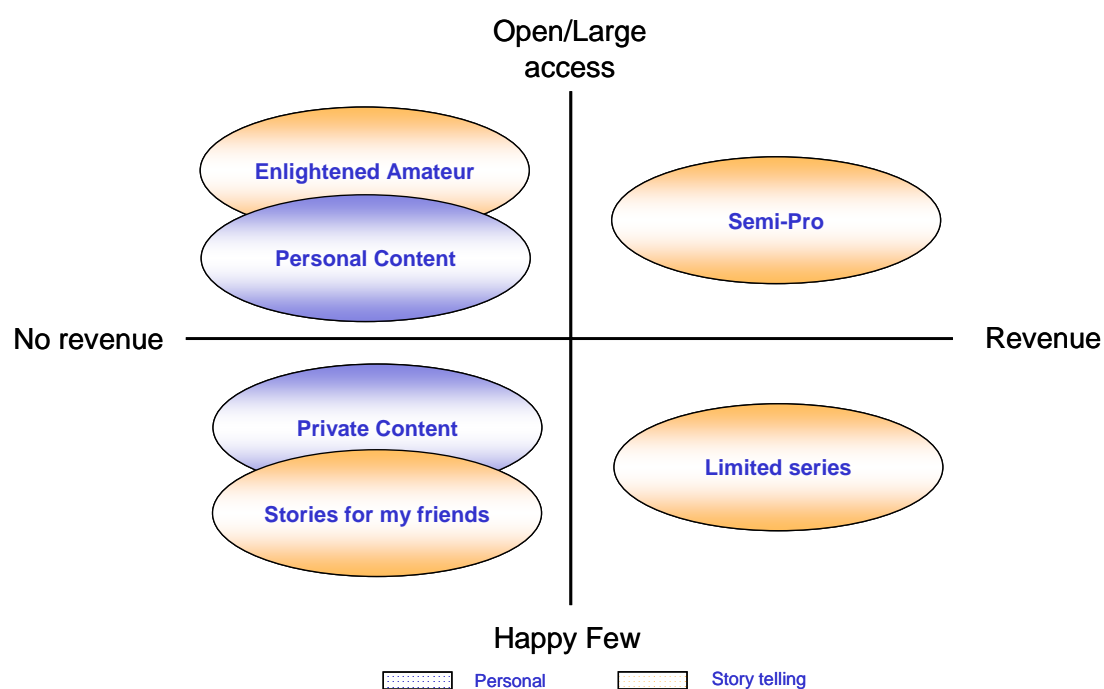 Open/Large
access
Enlightened Amateur
Semi-Pro
Personal Content
No revenue
Revenue
Private Content
Limited series
Stories for my friends
Happy Few
Personal
Story telling